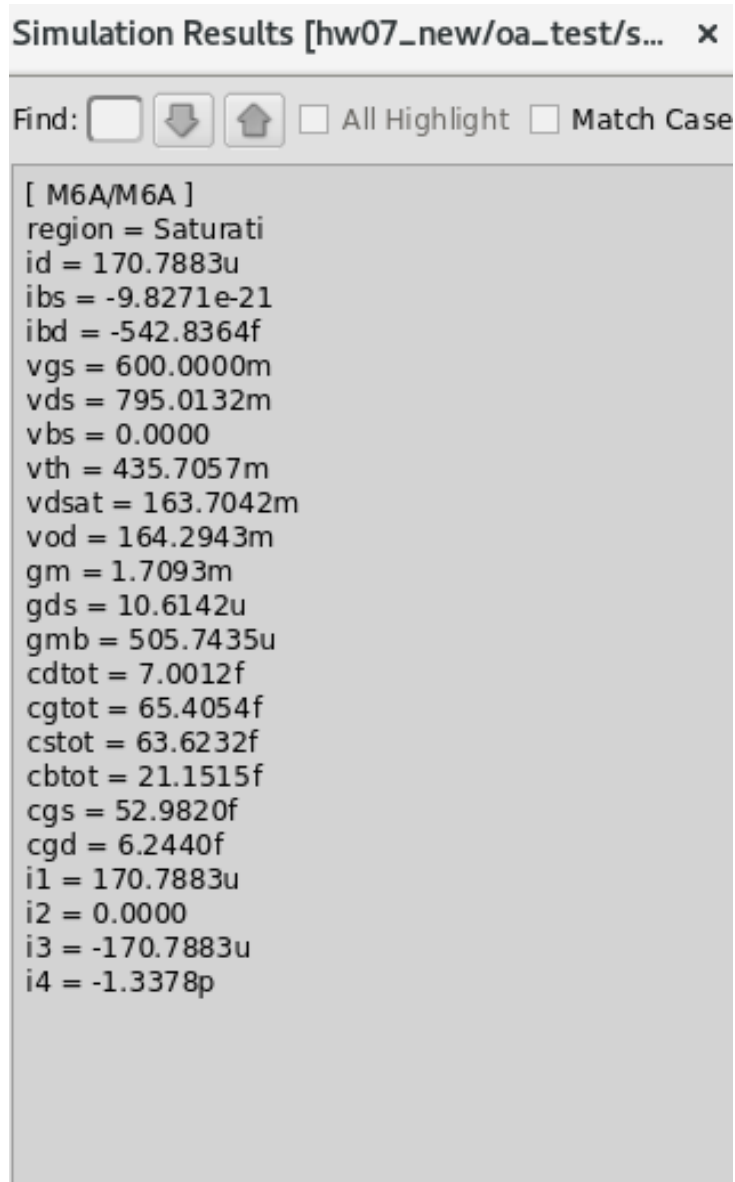 Simulation Results [hw07_new/oa_test/s... ×
Find: All Highlight Match Case
[ M6A/M6A ]
region = Saturati
id = 170.7883u
ibs = -9.8271e-21
ibd = -542.8364f
vgs = 600.0000m
vds = 795.0132m
vbs = 0.0000
vth = 435.7057m
vdsat = 163.7042m
vod = 164.2943m
gm = 1.7093m
gds = 10.6142u
gmb = 505.7435u
cdtot = 7.0012f
cgtot = 65.4054f
cstot = 63.6232f
cbtot = 21.1515f
cgs = 52.9820f
cgd = 6.2440f
i1 = 170.7883u
i2 = 0.0000
i3 = -170.7883u
i4 = -1.3378p